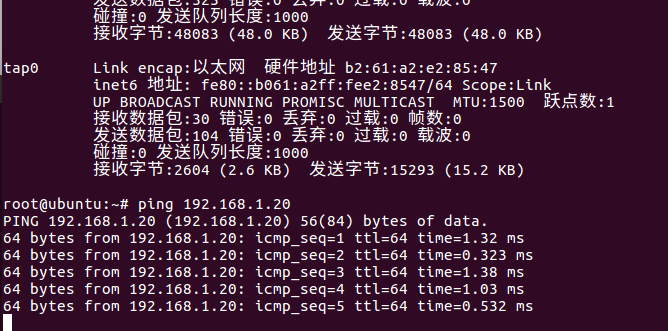 发送数据包:325 错误:0 丢弃:0 过载:0 载波:0
碰撞:0 发送队列长度:1000
接收字节:48083 (48.0 KB)  发送字节:48083 (48.0 KB)
tap0      Link encap:以太网  硬件地址 b2:61:a2:e2:85:47
inet6 地址: fe80::b061:a2ff:fee2:8547/64 Scope:Link
UP BROADCAST RUNNING PROMISC MULTICAST  MTU:1500  跃点数:1
接收数据包:30 错误:0 丢弃:0 过载:0 帧数:0
发送数据包:104 错误:0 丢弃:0 过载:0 载波:0
碰撞:0 发送队列长度:1000
接收字节:2604 (2.6 KB)  发送字节:15293 (15.2 KB)
root@ubuntu:~# ping 192.168.1.20
PING 192.168.1.20 (192.168.1.20) 56(84) bytes of data.
64 bytes from 192.168.1.20: icmp_seq=1 ttl=64 time=1.32 ms
64 bytes from 192.168.1.20: icmp_seq=2 ttl=64 time=0.323 ms
64 bytes from 192.168.1.20: icmp_seq=3 ttl=64 time=1.38 ms
64 bytes from 192.168.1.20: icmp_seq=4 ttl=64 time=1.03 ms
64 bytes from 192.168.1.20: icmp_seq=5 ttl=64 time=0.532 ms